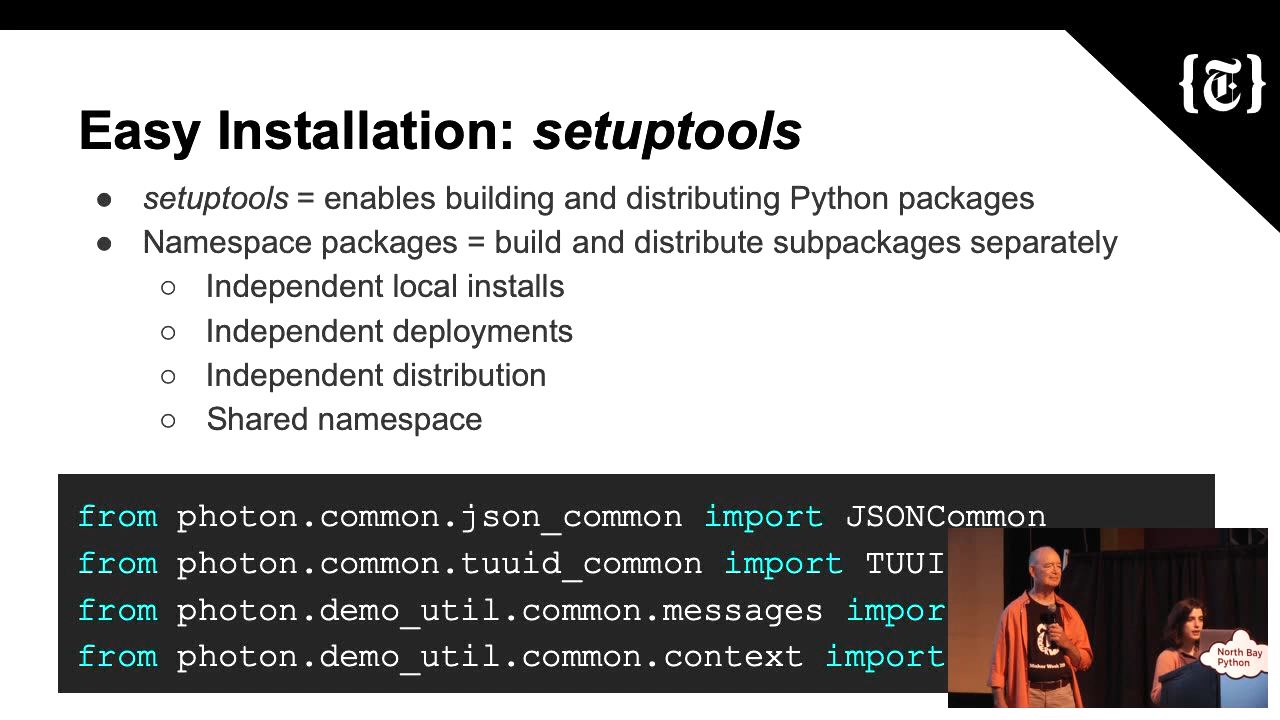 {T}
Easy Installation: setuptools
● setuptools = enables building and distributing Python packages
● Namespace packages = build and distribute subpackages separately
○ Independent local installs
○ Independent deployments
○ Independent distribution
○ Shared namespace
from photon.common.json_common import JSONCommon
from photon.common.tuuid_common import TUUI
from photon.demo_util.common.messages impor
from photon.demo_util.common.context import
Maker Week
North Bay
Python